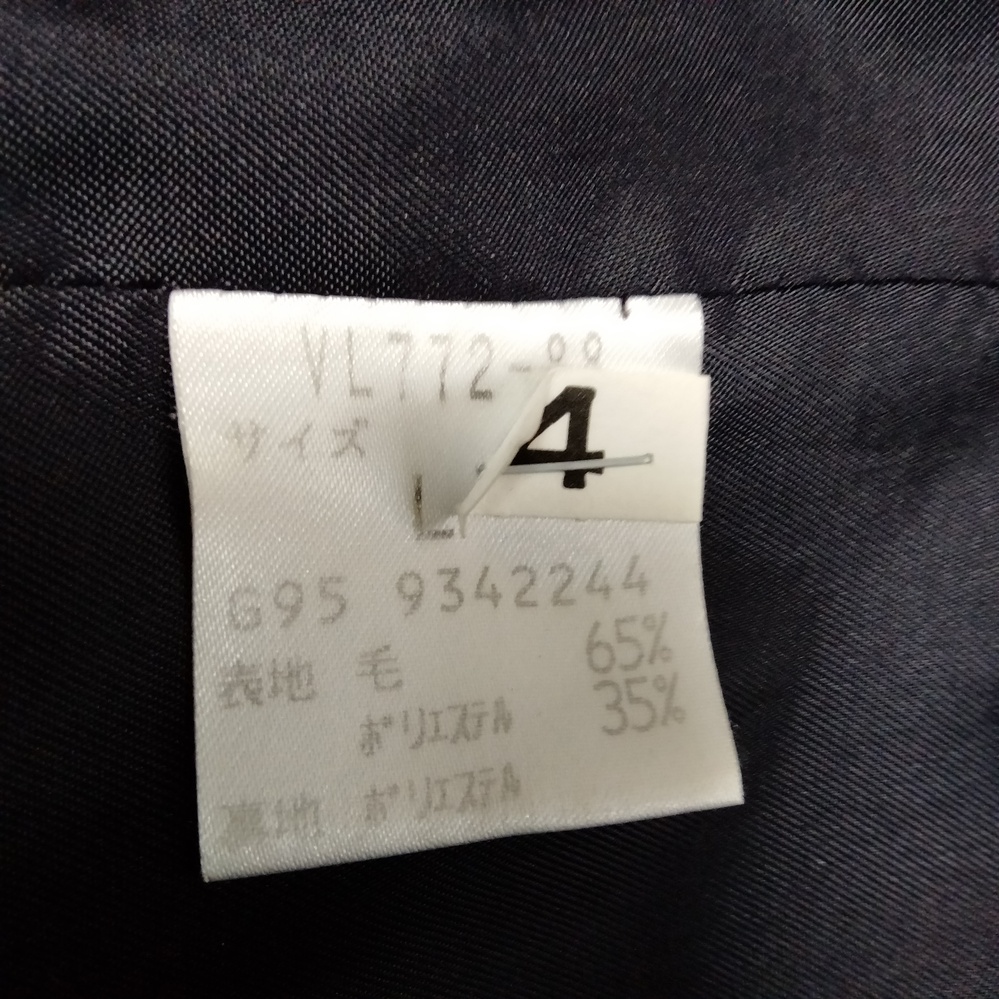 VL772-
サイズ
4
G95 9342244
表地 毛 65%
ポリエステル 35%
裏地 ポリエステル